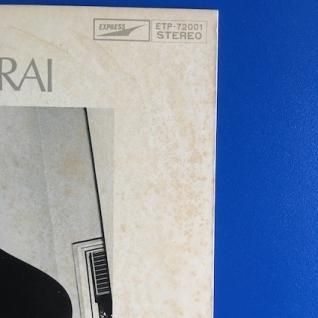 EXPRESS
ETP-72001
STEREO
RAI